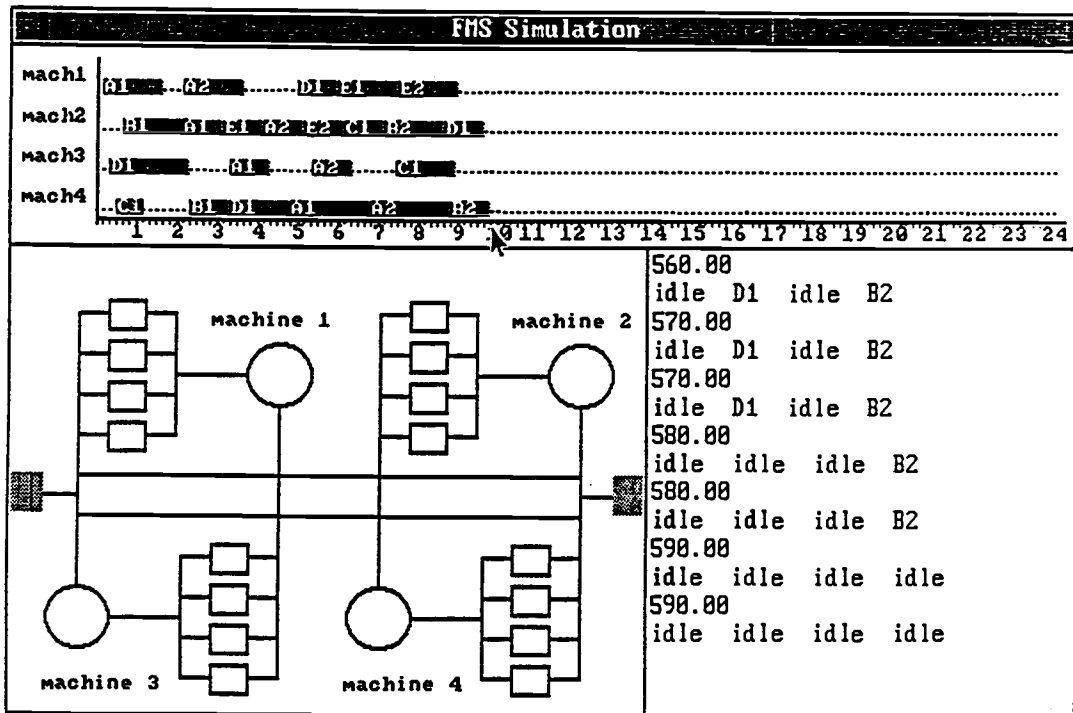 FMS Simulation
mach1 A1 A2 D1 E1 E2
mach2 B1 A1 E1 A2 E2 C1 B2 D1
mach3 D1 A1 A2 C1
mach4 C1 B1 D1 A1 A2 B2
1 2 3 4 5 6 7 8 9 10 11 12 13 14 15 16 17 18 19 20 21 22 23 24
machine 1
machine 2
machine 3
machine 4
560.00
idle D1 idle B2
570.00
idle D1 idle B2
570.00
idle D1 idle B2
580.00
idle idle idle B2
580.00
idle idle idle B2
590.00
idle idle idle idle
590.00
idle idle idle idle